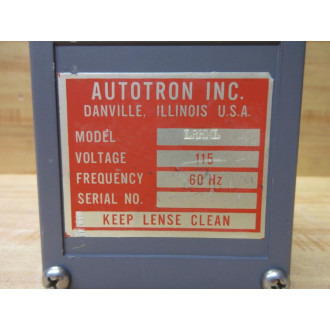 AUTOTRON INC.
DANVILLE, ILLINOIS U.S.A.
MODEL
VOLTAGE 115
FREQUENCY 60 Hz
SERIAL NO.
KEEP LENSE CLEAN